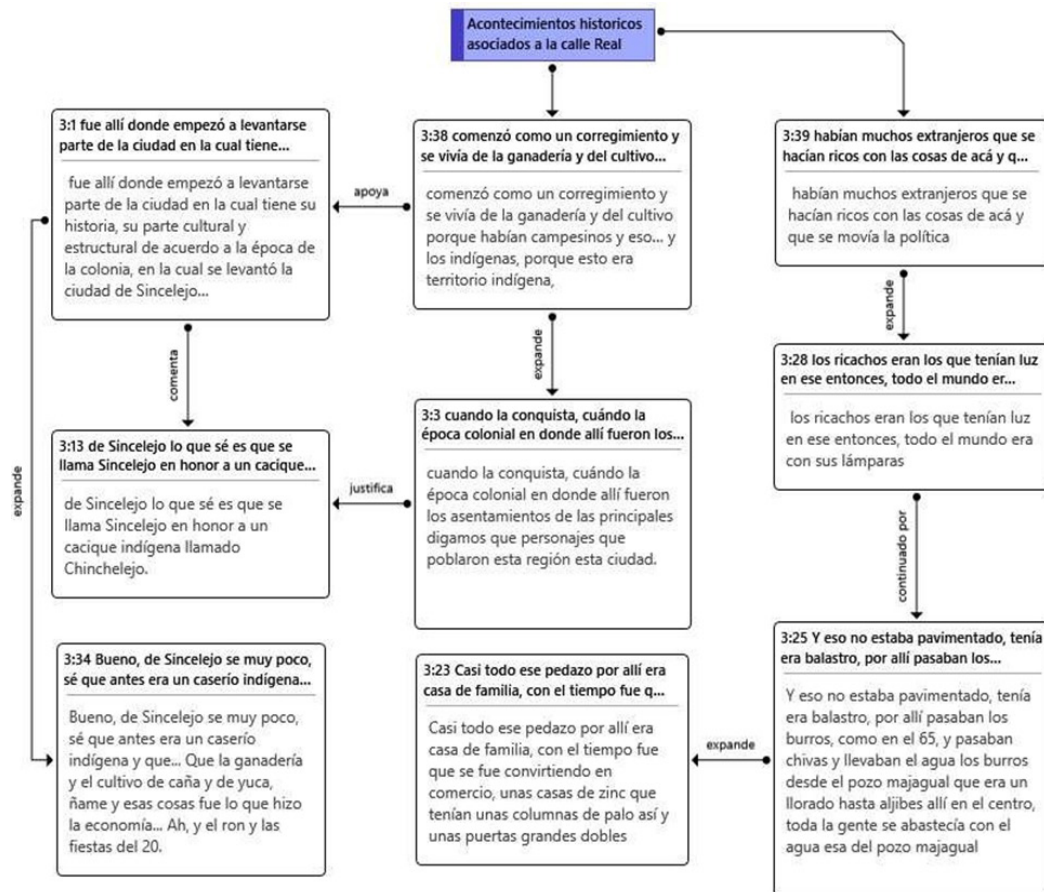 Acontecimientos historicos
asociados a la calle Real
3:1 fue allí donde empezó a levantarse
parte de la ciudad en la cual tiene...
fue allí donde empezó a levantarse
parte de la ciudad en la cual tiene su
historia, su parte cultural y
estructural de acuerdo a la época de
la colonia, en la cual se levantó la
ciudad de Sincelejo...
apoya
3:38 comenzó como un corregimiento y
se vivía de la ganadería y del cultivo...
comenzó como un corregimiento y
se vivía de la ganadería y del cultivo
porque habían campesinos y eso... y
los indígenas, porque esto era
territorio indígena,
3:39 habían muchos extranjeros que se
hacían ricos con las cosas de acá y q...
habían muchos extranjeros que se
hacían ricos con las cosas de acá y
que se movía la política
comenta
expande
expande
3:28 los ricachos eran los que tenían luz
en ese entonces, todo el mundo er...
los ricachos eran los que tenían luz
en ese entonces, todo el mundo era
con sus lámparas
expande
3:13 de Sincelejo lo que sé es que se
llama Sincelejo en honor a un cacique...
de Sincelejo lo que sé es que se
llama Sincelejo en honor a un
cacique indígena llamado
Chinchelejo.
justifica
3:3 cuando la conquista, cuándo la
época colonial en donde allí fueron los...
cuando la conquista, cuándo la
época colonial en donde allí fueron
los asentamientos de las principales
digamos que personajes que
poblaron esta región esta ciudad.
continuado por
3:34 Bueno, de Sincelejo se muy poco,
sé que antes era un caserío indígena...
Bueno, de Sincelejo se muy poco,
sé que antes era un caserío
indígena y que... Que la ganadería
y el cultivo de caña y de yuca,
ñame y esas cosas fue lo que hizo
la economía... Ah, y el ron y las
fiestas del 20.
3:23 Casi todo ese pedazo por allí era
casa de familia, con el tiempo fue q...
Casi todo ese pedazo por allí era
casa de familia, con el tiempo fue
que se fue convirtiendo en
comercio, unas casas de zinc que
tenían unas columnas de palo así y
unas puertas grandes dobles
expande
3:25 Y eso no estaba pavimentado, tenía
era balastro, por allí pasaban los...
Y eso no estaba pavimentado, tenía
era balastro, por allí pasaban los
burros, como en el 65, y pasaban
chivas y llevaban el agua los burros
desde el pozo majagual que era un
llorado hasta aljibes allí en el centro,
toda la gente se abastecía con el
agua esa del pozo majagual